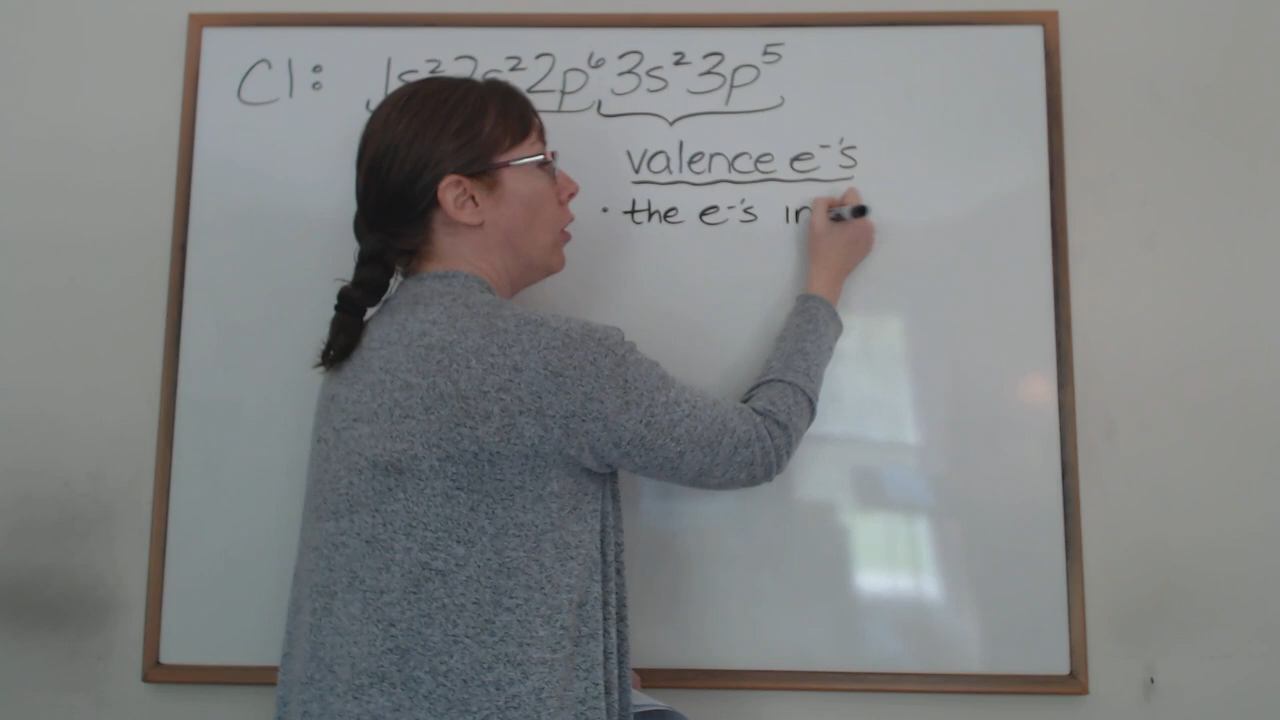 Cl: 1s²2s²2p⁶3s²3p⁵
valence e⁻'s
· the e⁻'s in